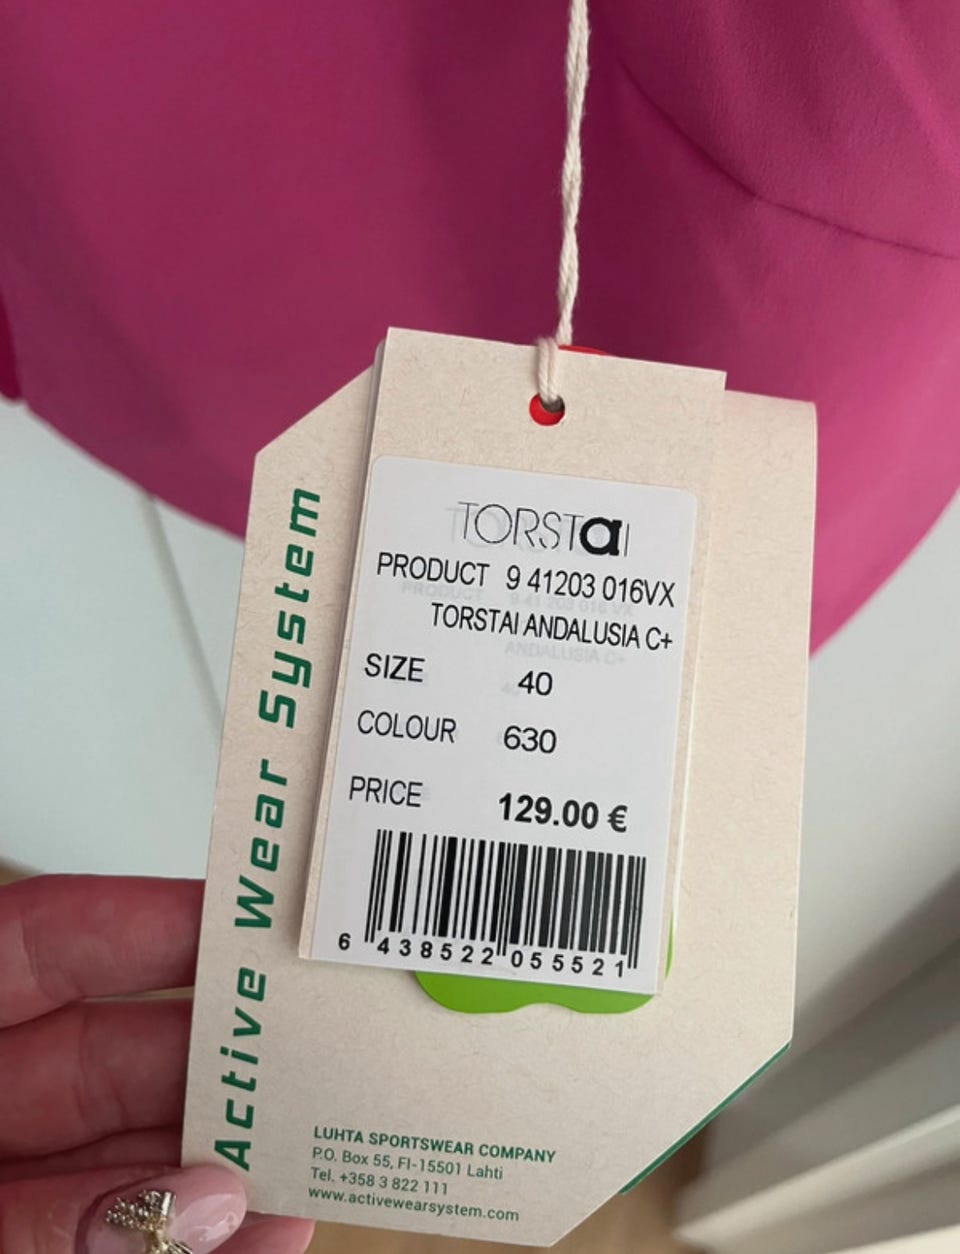 TORSTAI
PRODUCT 9 41203 016VX
TORSTAI ANDALUSIA C+
SIZE 40
COLOUR 630
PRICE 129.00 €
6 438522 055521
Active Wear System
LUHTA SPORTSWEAR COMPANY
P.O. Box 55, FI-15501 Lahti
Tel. +358 3 822 111
www.activewearsystem.com